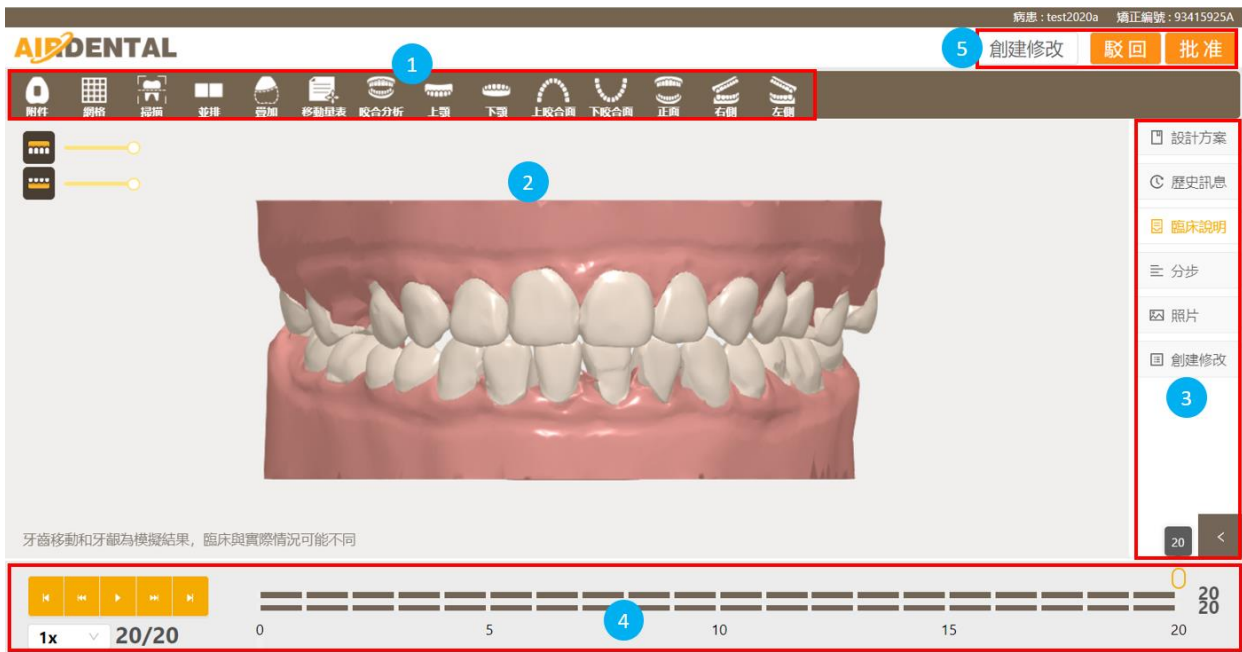 病患 : test2020a 矯正編號 : 93415925A
AIRDENTAL
5 創建修改 駁回 批准
1
附件 網格 掃描 並排 疊加 移動量表 咬合分析 上顎 下顎 上咬合面 下咬合面 正面 右側 左側
2
設計方案
歷史訊息
臨床說明
分步
照片
創建修改
3
牙齒移動和牙齦為模擬結果，臨床與實際情況可能不同
20 <
20
20
4
1x 20/20
0 5 10 15 20